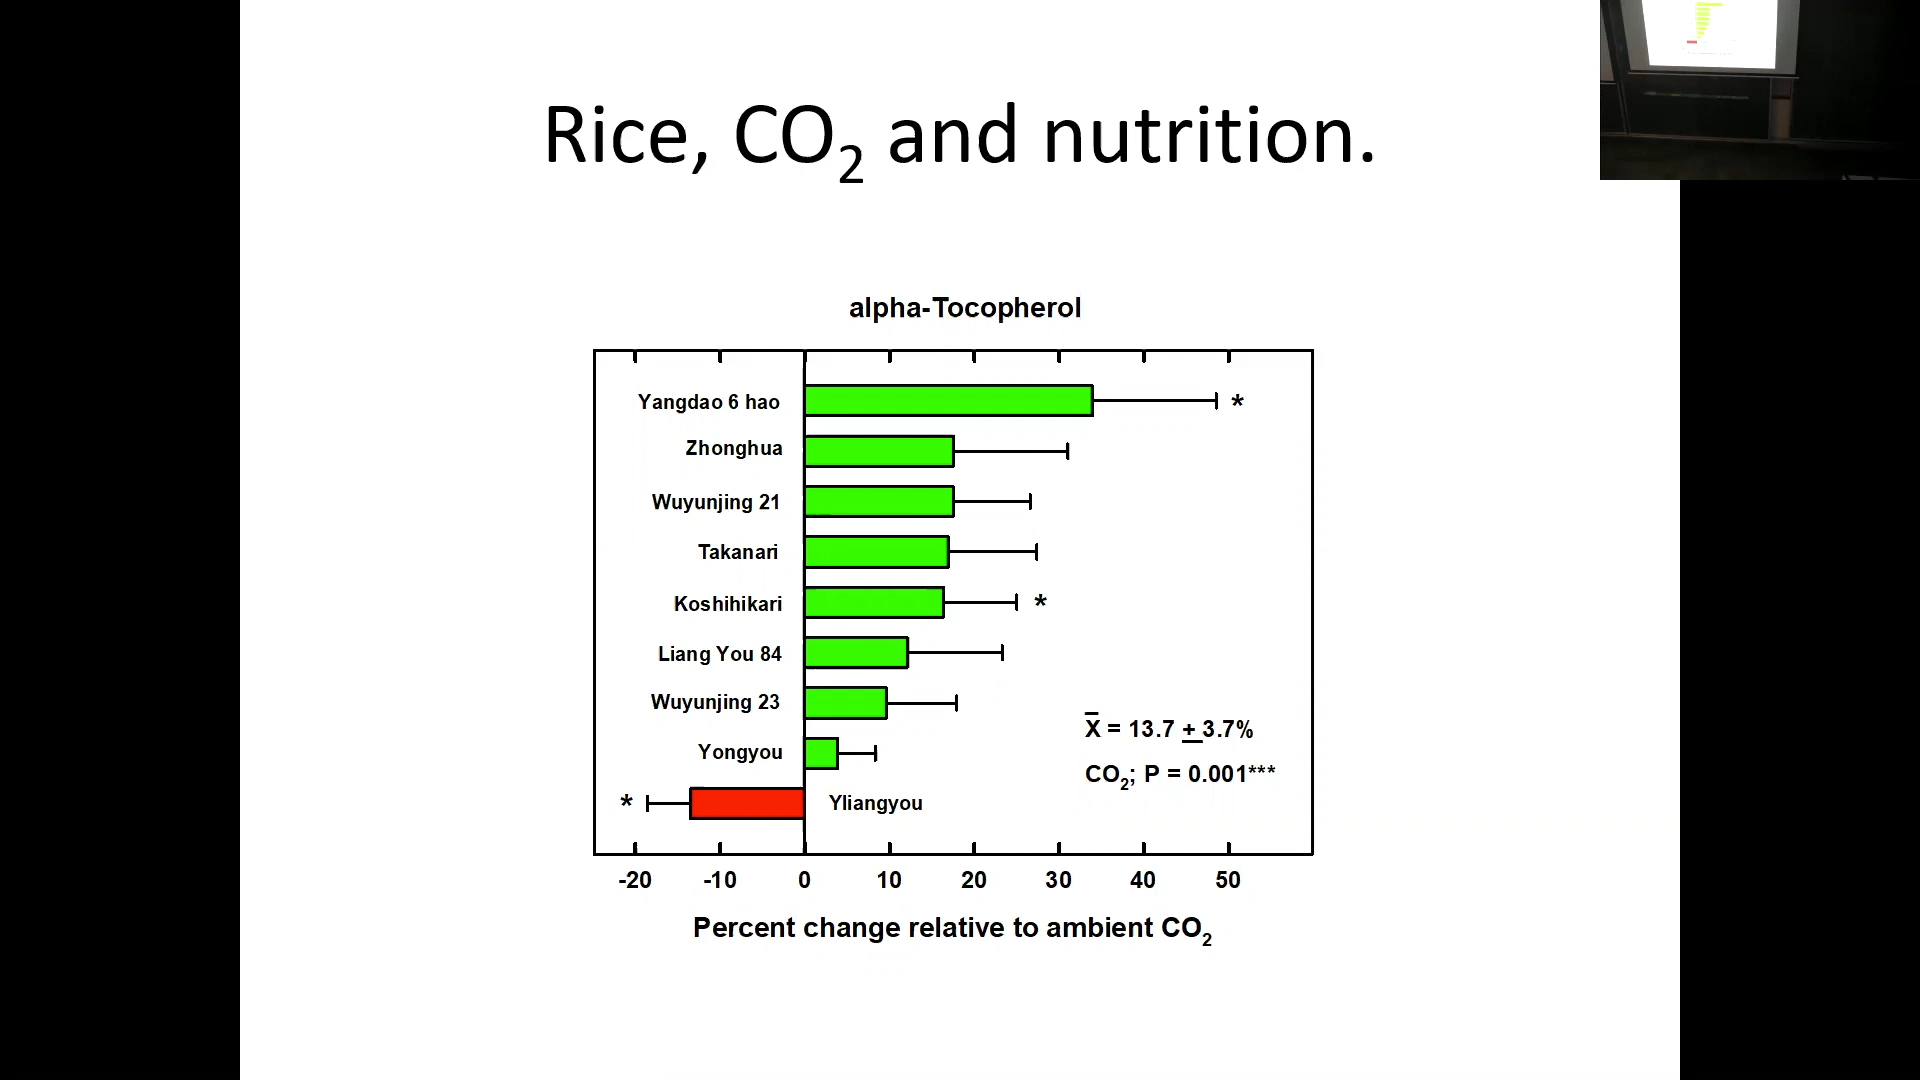 Rice, CO₂ and nutrition.
alpha-Tocopherol
Yangdao 6 hao *
Zhonghua
Wuyunjing 21
Takanari
Koshihikari *
Liang You 84
Wuyunjing 23
X̅ = 13.7 + 3.7%
Yongyou
CO₂; P = 0.001***
* Yliangyou
-20 -10 0 10 20 30 40 50
Percent change relative to ambient CO₂